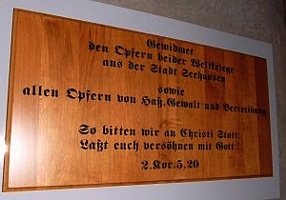 Gewidmet
den Opfern beider Weltkriege
aus der Stadt Seehausen
sowie
allen Opfern von Haß,Gewalt und Vertreibung
So bitten wir an Christi Statt:
Laßt euch versöhnen mit Gott !
2.Kor.5.20